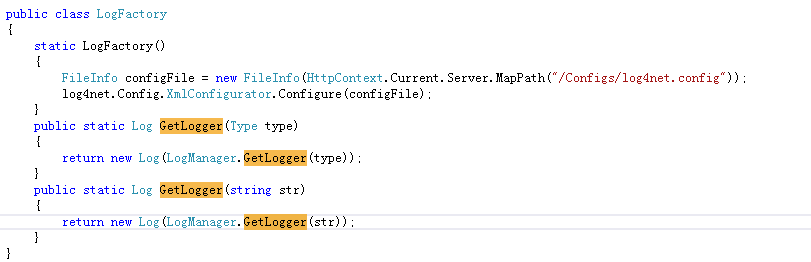 public class LogFactory
{
    static LogFactory()
    {
        FileInfo configFile = new FileInfo(HttpContext.Current.Server.MapPath("/Configs/log4net.config"));
        log4net.Config.XmlConfigurator.Configure(configFile);
    }
    public static Log GetLogger(Type type)
    {
        return new Log(LogManager.GetLogger(type));
    }
    public static Log GetLogger(string str)
    {
        return new Log(LogManager.GetLogger(str));
    }
}